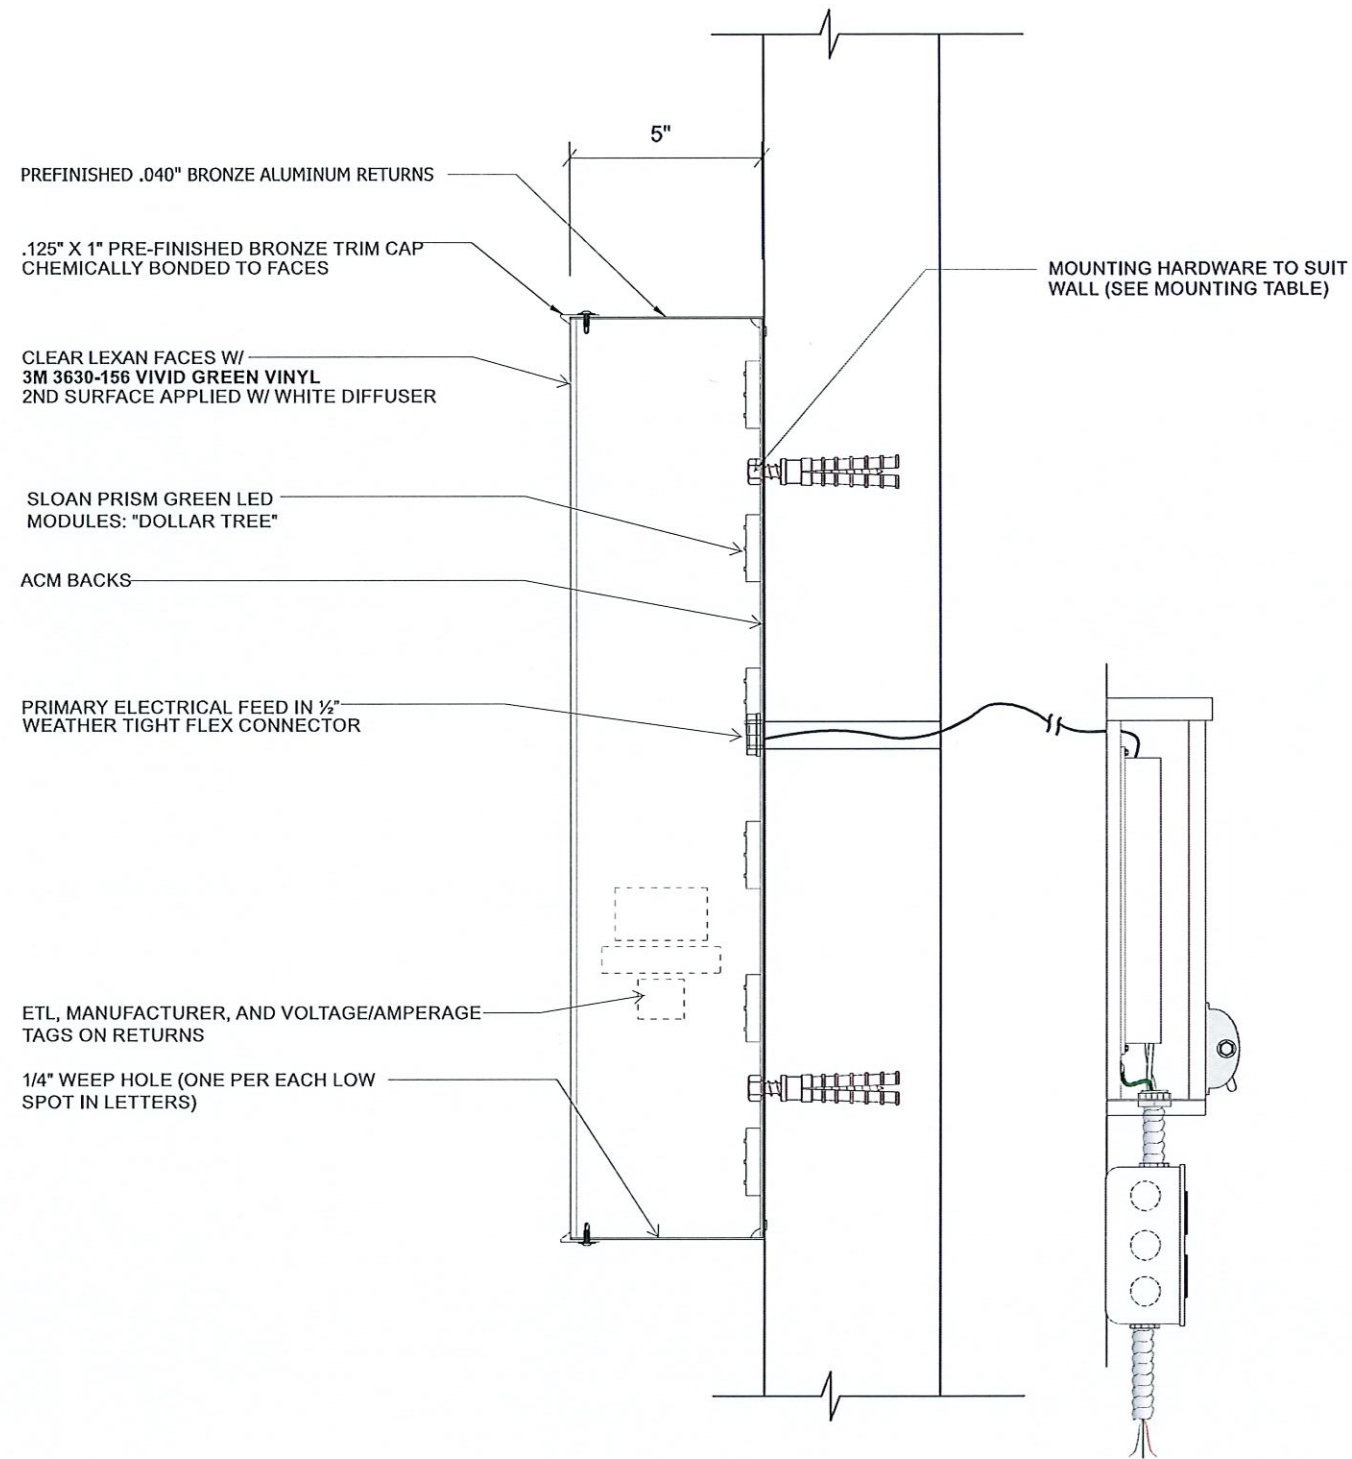 5"
PREFINISHED .040" BRONZE ALUMINUM RETURNS
.125" X 1" PRE-FINISHED BRONZE TRIM CAP
CHEMICALLY BONDED TO FACES
MOUNTING HARDWARE TO SUIT
WALL (SEE MOUNTING TABLE)
CLEAR LEXAN FACES W/
3M 3630-156 VIVID GREEN VINYL
2ND SURFACE APPLIED W/ WHITE DIFFUSER
SLOAN PRISM GREEN LED
MODULES: "DOLLAR TREE"
ACM BACKS
PRIMARY ELECTRICAL FEED IN ½"
WEATHER TIGHT FLEX CONNECTOR
ETL, MANUFACTURER, AND VOLTAGE/AMPERAGE
TAGS ON RETURNS
1/4" WEEP HOLE (ONE PER EACH LOW
SPOT IN LETTERS)